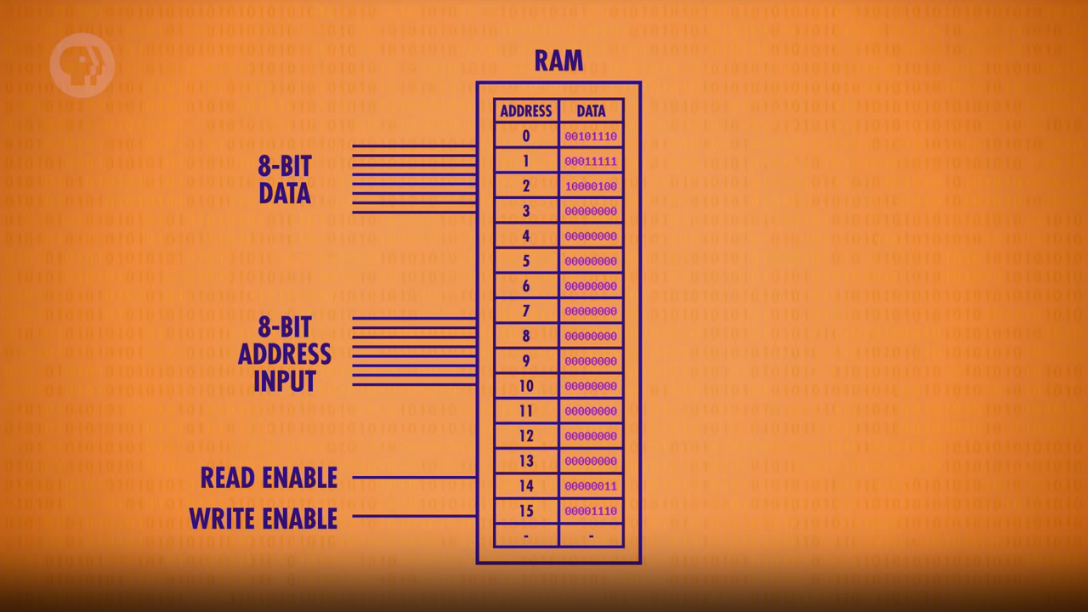 RAM
ADDRESS DATA
0 00101110
1 00011111
2 10000100
3 00000000
4 00000000
5 00000000
6 00000000
7 00000000
8 00000000
9 00000000
10 00000000
11 00000000
12 00000000
13 00000000
14 00000011
15 00001110
- -
8-BIT
DATA
8-BIT
ADDRESS
INPUT
READ ENABLE
WRITE ENABLE